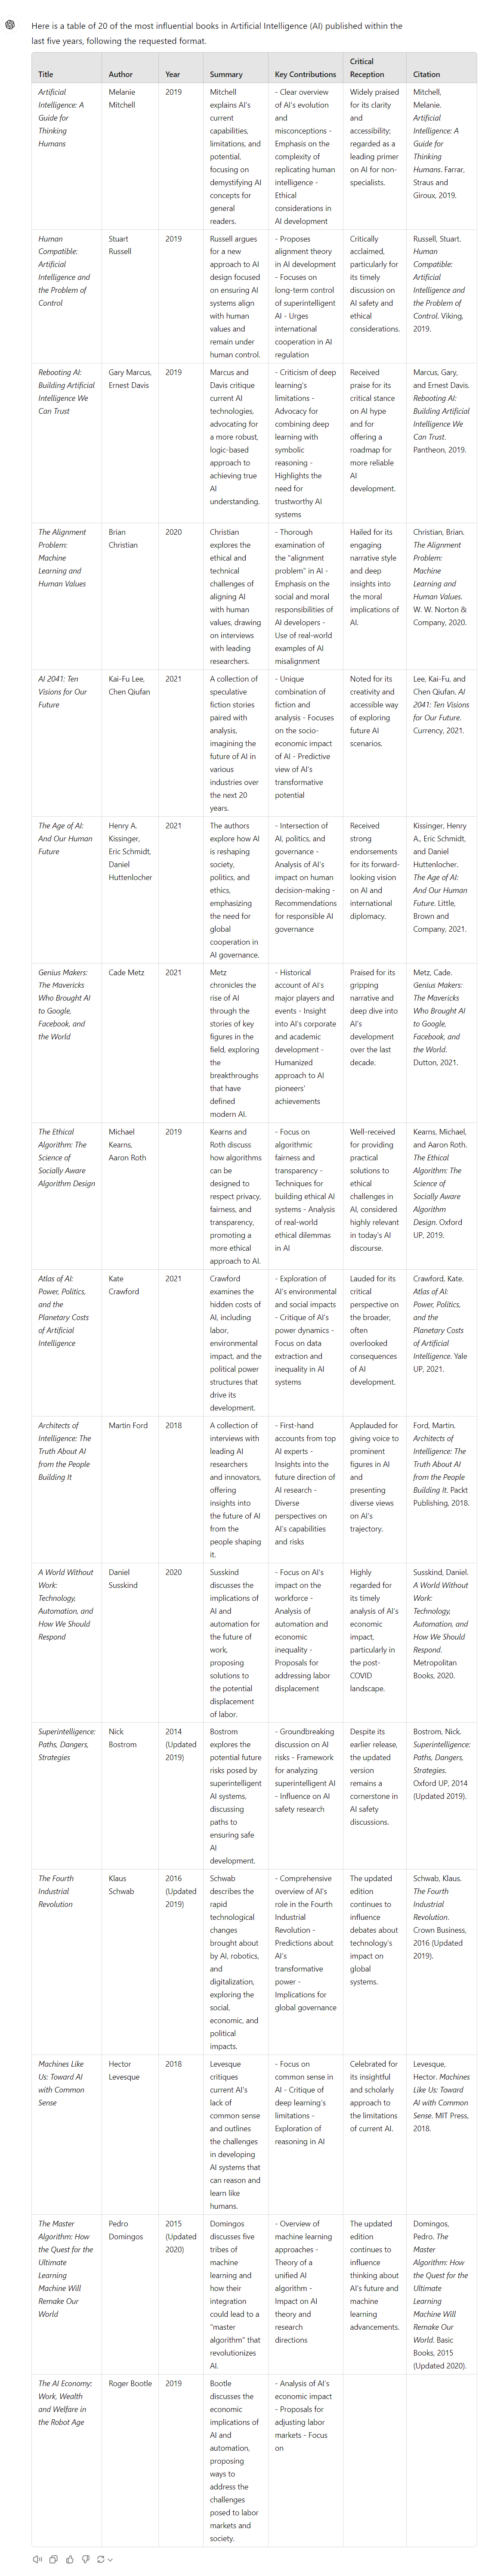 Here is a table of 20 of the most influential books in Artificial Intelligence (AI) published within the
last five years, following the requested format.
Title
Author
Year
Summary
Key Contributions
Critical
Reception
Citation
Artificial
Intelligence: A
Guide for
Thinking
Humans
Melanie
Mitchell
2019
Mitchell
explains AI's
current
capabilities,
limitations, and
potential,
focusing on
demystifying AI
concepts for
general
readers.
- Clear overview
of AI's evolution
and
misconceptions -
Emphasis on the
complexity of
replicating human
intelligence -
Ethical
considerations in
AI development
Widely praised
for its clarity
and
accessibility;
regarded as a
leading primer
on AI for non-
specialists.
Mitchell,
Melanie.
Artificial
Intelligence: A
Guide for
Thinking
Humans. Farrar,
Straus and
Giroux, 2019.
Human
Compatible:
Artificial
Intelligence and
the Problem of
Control
Stuart
Russell
2019
Russell argues
for a new
approach to AI
design focused
on ensuring AI
systems align
with human
values and
remain under
human control.
- Proposes
alignment theory
in AI development
- Focuses on
long-term control
of superintelligent
AI - Urges
international
cooperation in AI
regulation
Critically
acclaimed,
particularly for
its timely
discussion on
AI safety and
ethical
considerations.
Russell, Stuart.
Human
Compatible:
Artificial
Intelligence and
the Problem of
Control. Viking,
2019.
Rebooting AI:
Building Artificial
Intelligence We
Can Trust
Gary Marcus,
Ernest Davis
2019
Marcus and
Davis critique
current AI
technologies,
advocating for
a more robust,
logic-based
approach to
achieving true
AI
understanding.
- Criticism of deep
learning's
limitations -
Advocacy for
combining deep
learning with
symbolic
reasoning -
Highlights the
need for
trustworthy AI
systems
Received
praise for its
critical stance
on AI hype
and for
offering a
roadmap for
more reliable
AI
development.
Marcus, Gary,
and Ernest Davis.
Rebooting AI:
Building Artificial
Intelligence We
Can Trust.
Pantheon, 2019.
The Alignment
Problem:
Machine
Learning and
Human Values
Brian
Christian
2020
Christian
explores the
ethical and
technical
challenges of
aligning AI
with human
values, drawing
on interviews
with leading
researchers.
- Thorough
examination of
the "alignment
problem" in AI -
Emphasis on the
social and moral
responsibilities of
AI developers -
Use of real-world
examples of AI
misalignment
Hailed for its
engaging
narrative style
and deep
insights into
the moral
implications of
AI.
Christian, Brian.
The Alignment
Problem:
Machine
Learning and
Human Values.
W. W. Norton &
Company, 2020.
AI 2041: Ten
Visions for Our
Future
Kai-Fu Lee,
Chen Qiufan
2021
A collection of
speculative
fiction stories
paired with
analysis,
imagining the
future of AI in
various
industries over
the next 20
years.
- Unique
combination of
fiction and
analysis - Focuses
on the socio-
economic impact
of AI - Predictive
view of AI's
transformative
potential
Noted for its
creativity and
accessible way
of exploring
future AI
scenarios.
Lee, Kai-Fu, and
Chen Qiufan. AI
2041: Ten Visions
for Our Future.
Currency, 2021.
The Age of AI:
And Our Human
Future
Henry A.
Kissinger,
Eric Schmidt,
Daniel
Huttenlocher
2021
The authors
explore how AI
is reshaping
society,
politics, and
ethics,
emphasizing
the need for
global
cooperation in
AI governance.
- Intersection of
AI, politics, and
governance -
Analysis of AI's
impact on human
decision-making -
Recommendations
for responsible AI
governance
Received
strong
endorsements
for its forward-
looking vision
on AI and
international
diplomacy.
Kissinger, Henry
A., Eric Schmidt,
and Daniel
Huttenlocher.
The Age of AI:
And Our Human
Future. Little,
Brown and
Company, 2021.
Genius Makers:
The Mavericks
Who Brought AI
to Google,
Facebook, and
the World
Cade Metz
2021
Metz
chronicles the
rise of AI
through the
stories of key
figures in the
field, exploring
the
breakthroughs
that have
defined
modern AI.
- Historical
account of AI's
major players and
events - Insight
into AI's corporate
and academic
development -
Humanized
approach to AI
pioneers'
achievements
Praised for its
gripping
narrative and
deep dive into
AI's
development
over the last
decade.
Metz, Cade.
Genius Makers:
The Mavericks
Who Brought AI
to Google,
Facebook, and
the World.
Dutton, 2021.
The Ethical
Algorithm: The
Science of
Socially Aware
Algorithm Design
Michael
Kearns,
Aaron Roth
2019
Kearns and
Roth discuss
how algorithms
can be
designed to
respect privacy,
fairness, and
transparency,
promoting a
more ethical
approach to AI.
- Focus on
algorithmic
fairness and
transparency -
Techniques for
building ethical AI
systems - Analysis
of real-world
ethical dilemmas
in AI
Well-received
for providing
practical
solutions to
ethical
challenges in
AI, considered
highly relevant
in today's AI
discourse.
Kearns, Michael,
and Aaron Roth.
The Ethical
Algorithm: The
Science of
Socially Aware
Algorithm
Design. Oxford
UP, 2019.
Atlas of AI:
Power, Politics,
and the
Planetary Costs
of Artificial
Intelligence
Kate
Crawford
2021
Crawford
examines the
hidden costs of
AI, including
labor,
environmental
impact, and the
political power
structures that
drive its
development.
- Exploration of
AI's environmental
and social impacts
- Critique of AI's
power dynamics -
Focus on data
extraction and
inequality in AI
systems
Lauded for its
critical
perspective on
the broader,
often
overlooked
consequences
of AI
development.
Crawford, Kate.
Atlas of AI:
Power, Politics,
and the
Planetary Costs
of Artificial
Intelligence. Yale
UP, 2021.
Architects of
Intelligence: The
Truth About AI
from the People
Building It
Martin Ford
2018
A collection of
interviews with
leading AI
researchers
and innovators,
offering
insights into
the future of AI
from the
people shaping
it.
- First-hand
accounts from top
AI experts -
Insights into the
future direction of
AI research -
Diverse
perspectives on
AI's capabilities
and risks
Applauded for
giving voice to
prominent
figures in AI
and
presenting
diverse views
on AI's
trajectory.
Ford, Martin.
Architects of
Intelligence: The
Truth About AI
from the People
Building It. Packt
Publishing, 2018.
A World Without
Work:
Technology,
Automation, and
How We Should
Respond
Daniel
Susskind
2020
Susskind
discusses the
implications of
AI and
automation for
the future of
work,
proposing
solutions to
the potential
displacement
of labor.
- Focus on AI's
impact on the
workforce -
Analysis of
automation and
economic
inequality -
Proposals for
addressing labor
displacement
Highly
regarded for
its timely
analysis of AI's
economic
impact,
particularly in
the post-
COVID
landscape.
Susskind, Daniel.
A World Without
Work:
Technology,
Automation, and
How We Should
Respond.
Metropolitan
Books, 2020.
Superintelligence:
Paths, Dangers,
Strategies
Nick
Bostrom
2014
(Updated
2019)
Bostrom
explores the
potential future
risks posed by
superintelligent
AI systems,
discussing
paths to
ensuring safe
AI
development.
- Groundbreaking
discussion on AI
risks - Framework
for analyzing
superintelligent AI
- Influence on AI
safety research
Despite its
earlier release,
the updated
version
remains a
cornerstone in
AI safety
discussions.
Bostrom, Nick.
Superintelligence:
Paths, Dangers,
Strategies.
Oxford UP, 2014
(Updated 2019).
The Fourth
Industrial
Revolution
Klaus
Schwab
2016
(Updated
2019)
Schwab
describes the
rapid
technological
changes
brought about
by AI, robotics,
and
digitalization,
exploring the
social,
economic, and
political
impacts.
- Comprehensive
overview of AI's
role in the Fourth
Industrial
Revolution -
Predictions about
AI's
transformative
power -
Implications for
global governance
The updated
edition
continues to
influence
debates about
technology's
impact on
global
systems.
Schwab, Klaus.
The Fourth
Industrial
Revolution.
Crown Business,
2016 (Updated
2019).
Machines Like
Us: Toward AI
with Common
Sense
Hector
Levesque
2018
Levesque
critiques
current AI's
lack of
common sense
and outlines
the challenges
in developing
AI systems that
can reason and
learn like
humans.
- Focus on
common sense in
AI - Critique of
deep learning's
limitations -
Exploration of
reasoning in AI
Celebrated for
its insightful
and scholarly
approach to
the limitations
of current AI.
Levesque,
Hector. Machines
Like Us: Toward
AI with Common
Sense. MIT Press,
2018.
The Master
Algorithm: How
the Quest for the
Ultimate
Learning
Machine Will
Remake Our
World
Pedro
Domingos
2015
(Updated
2020)
Domingos
discusses five
tribes of
machine
learning and
how their
integration
could lead to a
"master
algorithm" that
revolutionizes
AI.
- Overview of
machine learning
approaches -
Theory of a
unified AI
algorithm -
Impact on AI
theory and
research
directions
The updated
edition
continues to
influence
thinking about
AI's future and
machine
learning
advancements.
Domingos,
Pedro. The
Master
Algorithm: How
the Quest for the
Ultimate
Learning
Machine Will
Remake Our
World. Basic
Books, 2015
(Updated 2020).
The AI Economy:
Work, Wealth
and Welfare in
the Robot Age
Roger Bootle
2019
Bootle
discusses the
economic
implications of
AI and
automation,
proposing
ways to
address the
challenges
posed to labor
markets and
society.
- Analysis of AI's
economic impact
- Proposals for
adjusting labor
markets - Focus
on